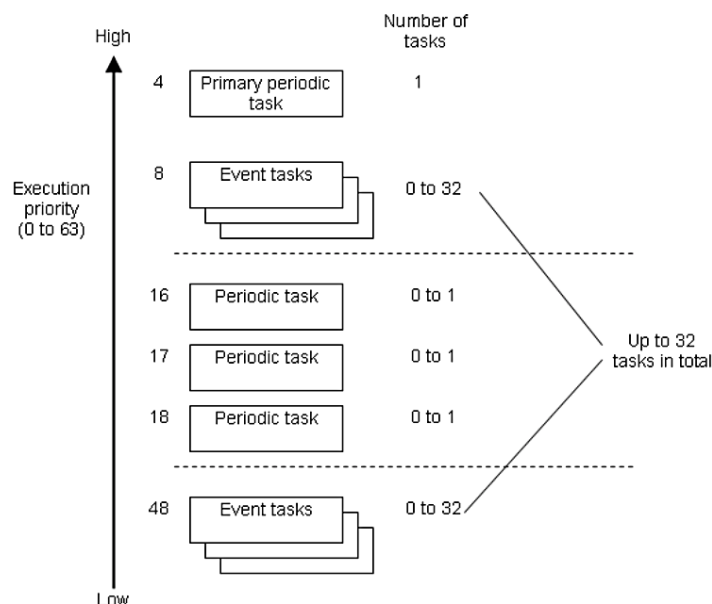 Number of
tasks
High
4
Primary periodic
task
1
8
Event tasks
0 to 32
Execution
priority
(0 to 63)
16
Periodic task
0 to 1
Up to 32
tasks in total
17
Periodic task
0 to 1
18
Periodic task
0 to 1
48
Event tasks
0 to 32
Low